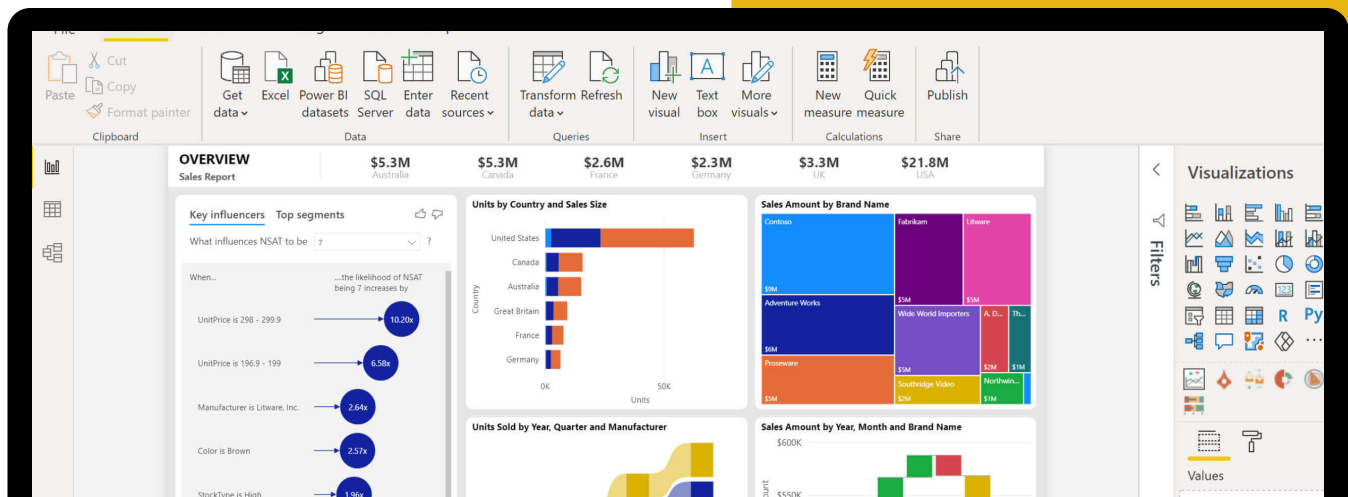 Cut
Copy
Format painter
Paste
Clipboard
Get data
Excel
Power BI datasets
SQL Server
Enter data
Recent sources
Data
Transform data
Refresh
Queries
New visual
Text box
More visuals
Insert
New measure
Quick measure
Calculations
Publish
Share
OVERVIEW
Sales Report
$5.3M
Australia
$5.3M
Canada
$2.6M
France
$2.3M
Germany
$3.3M
UK
$21.8M
USA
Key influencers Top segments
What influences NSAT to be 7 ?
When...
....the likelihood of NSAT
being 7 increases by
UnitPrice is 298 - 299.9
10.20x
UnitPrice is 196.9 - 199
6.58x
Manufacturer is Litware, Inc.
2.64x
Color is Brown
2.57x
StockType is High
1.96x
Units by Country and Sales Size
Country
United States
Canada
Australia
Great Britain
France
Germany
0K 50K
Units
Sales Amount by Brand Name
Contoso
$9M
Fabrikam
$5M
Litware
$5M
Adventure Works
$6M
Wide World Importers
$5M
A. D...
$2M
Th...
$1M
Proseware
$5M
Southridge Video
$2M
Northwin...
$1M
Units Sold by Year, Quarter and Manufacturer
Sales Amount by Year, Month and Brand Name
$600K
$550K
Filters
Visualizations
123
R Py
Values